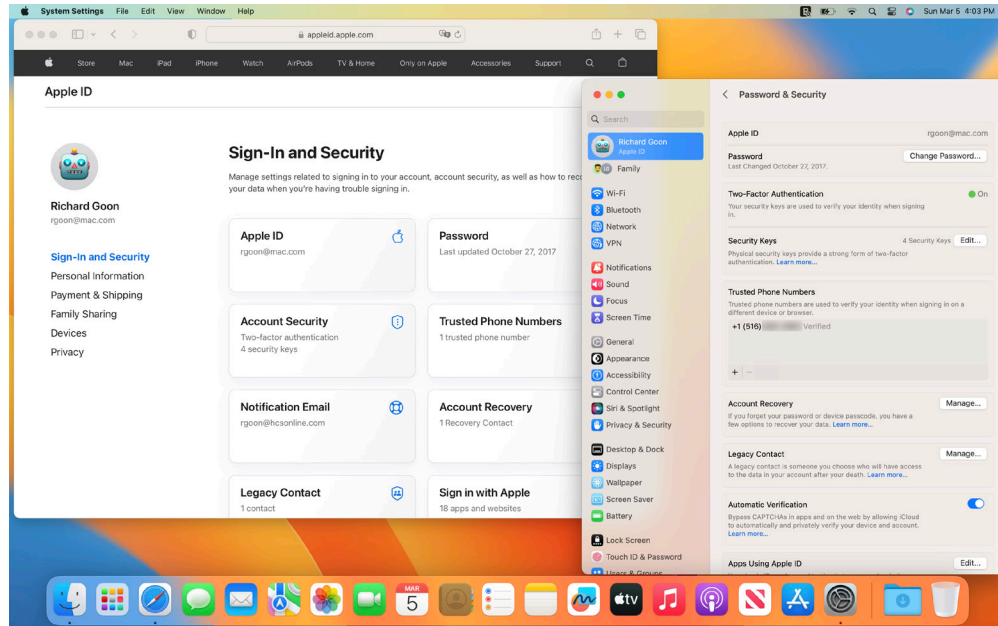 System Settings File Edit View Window Help
Sun Mar 5 4:03 PM
appleid.apple.com
Store Mac iPad iPhone Watch AirPods TV & Home Only on Apple Accessories Support
Apple ID
Richard Goon
rgoon@mac.com
Sign-In and Security
Personal Information
Payment & Shipping
Family Sharing
Devices
Privacy
Sign-In and Security
Manage settings related to signing in to your account, account security, as well as how to reco
your data when you're having trouble signing in.
Apple ID
rgoon@mac.com
Password
Last updated October 27, 2017
Account Security
Two-factor authentication
4 security keys
Trusted Phone Numbers
1 trusted phone number
Notification Email
rgoon@hcsonline.com
Account Recovery
1 Recovery Contact
Legacy Contact
1 contact
Sign in with Apple
18 apps and websites
Search
Richard Goon
Apple ID
Family
Wi-Fi
Bluetooth
Network
VPN
Notifications
Sound
Focus
Screen Time
General
Appearance
Accessibility
Control Center
Siri & Spotlight
Privacy & Security
Desktop & Dock
Displays
Wallpaper
Screen Saver
Battery
Lock Screen
Touch ID & Password
Users & Groups
Password & Security
Apple ID rgoon@mac.com
Password Change Password...
Last Changed October 27, 2017.
Two-Factor Authentication On
Your security keys are used to verify your identity when signing
in.
Security Keys 4 Security Keys Edit...
Physical security keys provide a strong form of two-factor
authentication. Learn more...
Trusted Phone Numbers
Trusted phone numbers are used to verify your identity when signing in on a
different device or browser.
+1 (516) Verified
+ −
Account Recovery Manage...
If you forget your password or device passcode, you have a
few options to recover your data. Learn more...
Legacy Contact Manage...
A legacy contact is someone you choose who will have access
to the data in your account after your death. Learn more...
Automatic Verification
Bypass CAPTCHAs in apps and on the web by allowing iCloud
to automatically and privately verify your device and account.
Learn more...
Apps Using Apple ID Edit...
MAR
5
tv